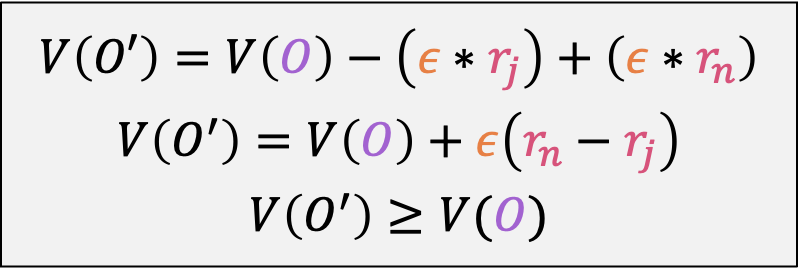 V(O′) = V(O) − (ϵ * r_j) + (ϵ * r_n)
V(O′) = V(O) + ϵ(r_n − r_j)
V(O′) ≥ V(O)